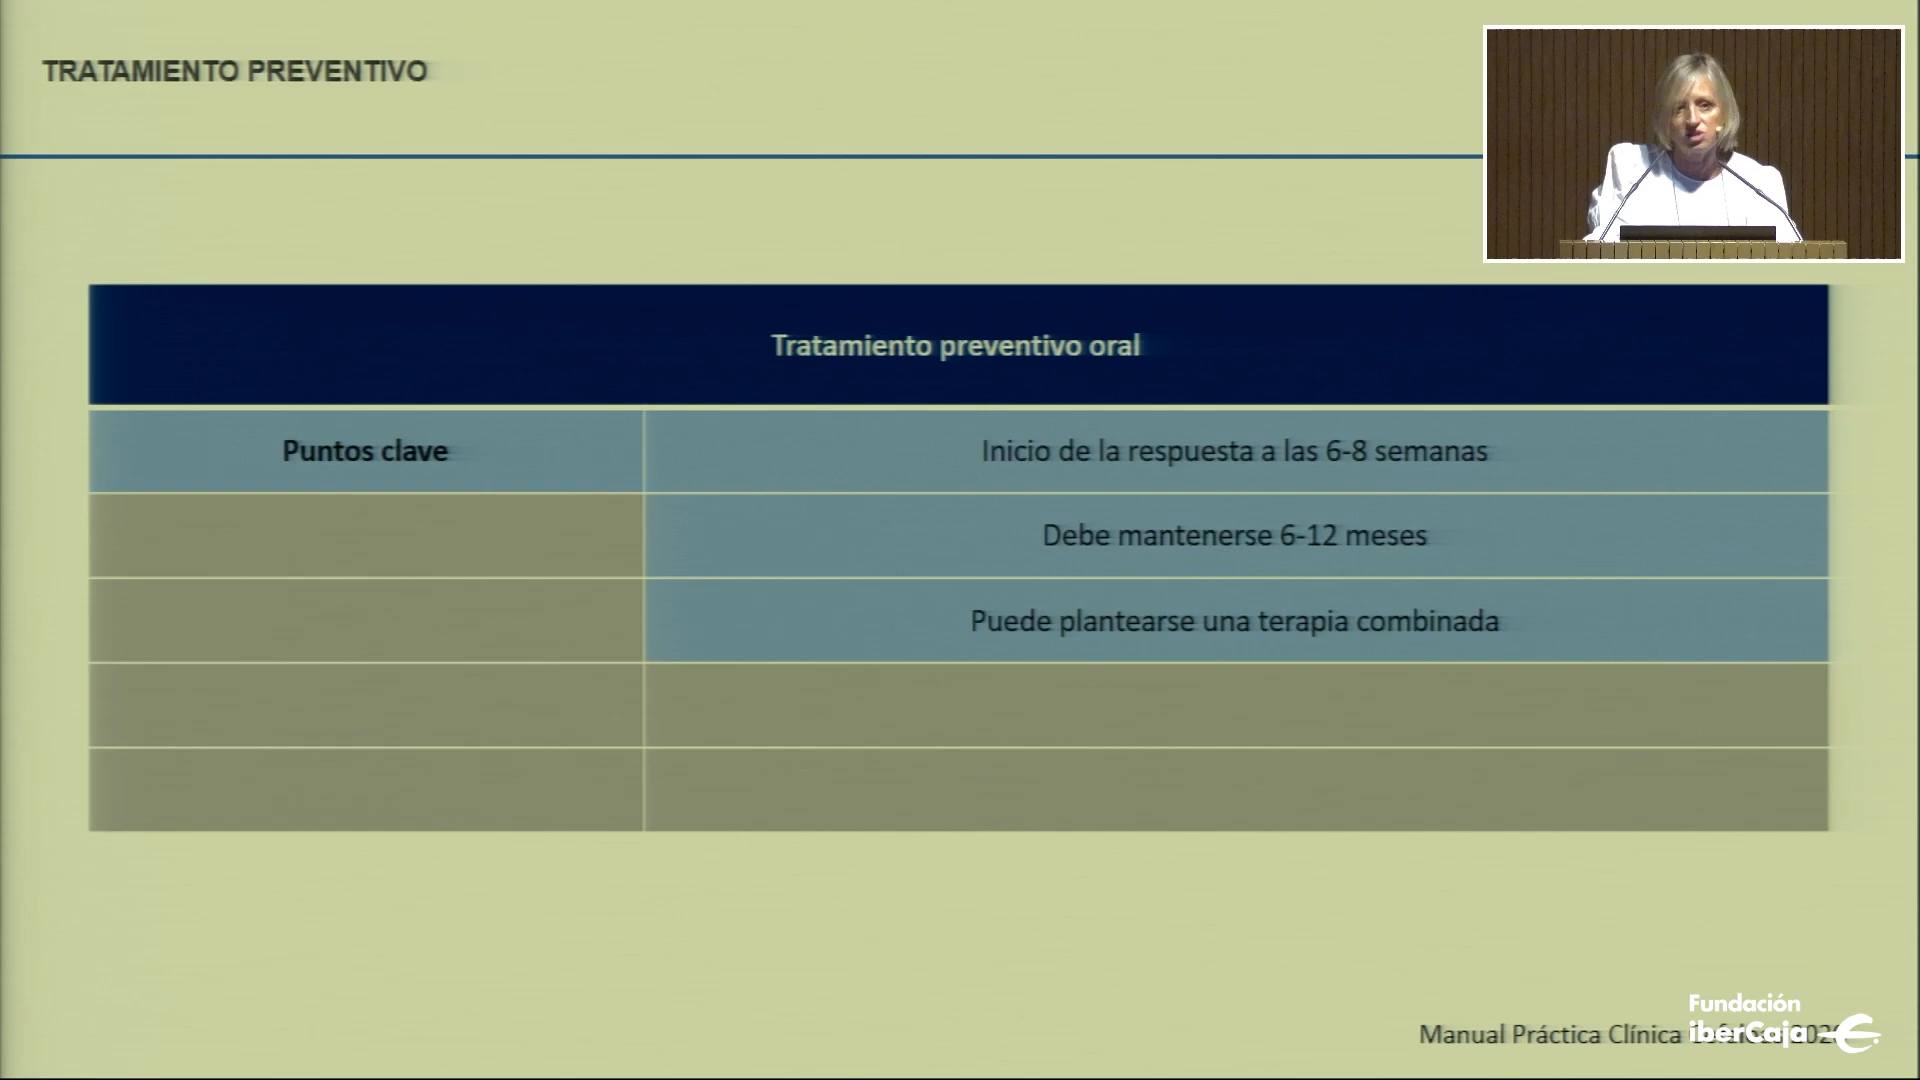 TRATAMIENTO PREVENTIVO
Tratamiento preventivo oral
Puntos clave
Inicio de la respuesta a las 6-8 semanas
Debe mantenerse 6-12 meses
Puede plantearse una terapia combinada
Manual Práctica Clínica
Fundación
iberCaja